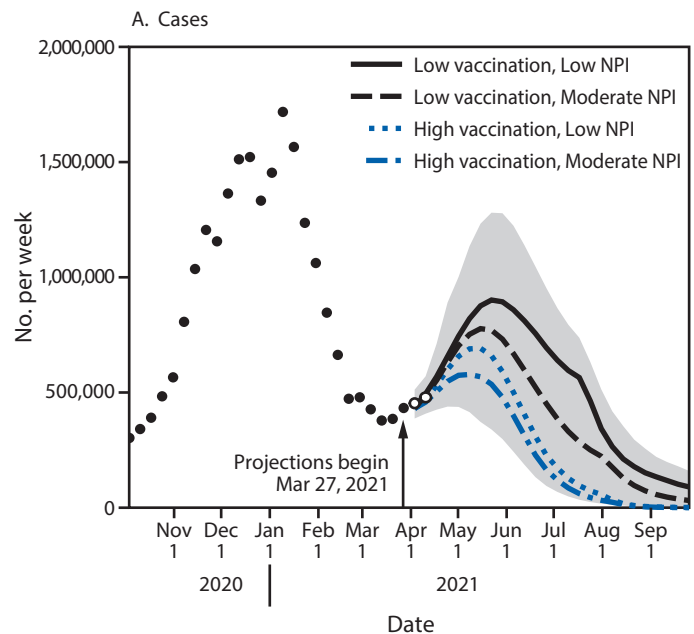 A. Cases
2,000,000
1,500,000
1,000,000
500,000
0
No. per week
Low vaccination, Low NPI
Low vaccination, Moderate NPI
High vaccination, Low NPI
High vaccination, Moderate NPI
Projections begin
Mar 27, 2021
Nov Dec Jan Feb Mar Apr May Jun Jul Aug Sep
1 1 1 1 1 1 1 1 1 1 1
2020 2021
Date